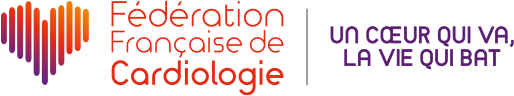 Fédération
Française de
Cardiologie
UN CŒUR QUI VA,
LA VIE QUI BAT